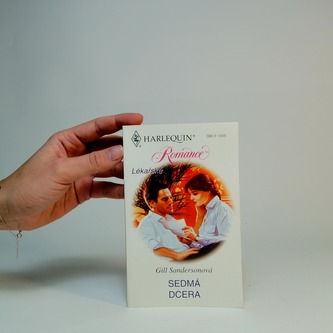 HARLEQUIN®
Romance
Lékařská
Gill Sandersonová
SEDMÁ
DCERA